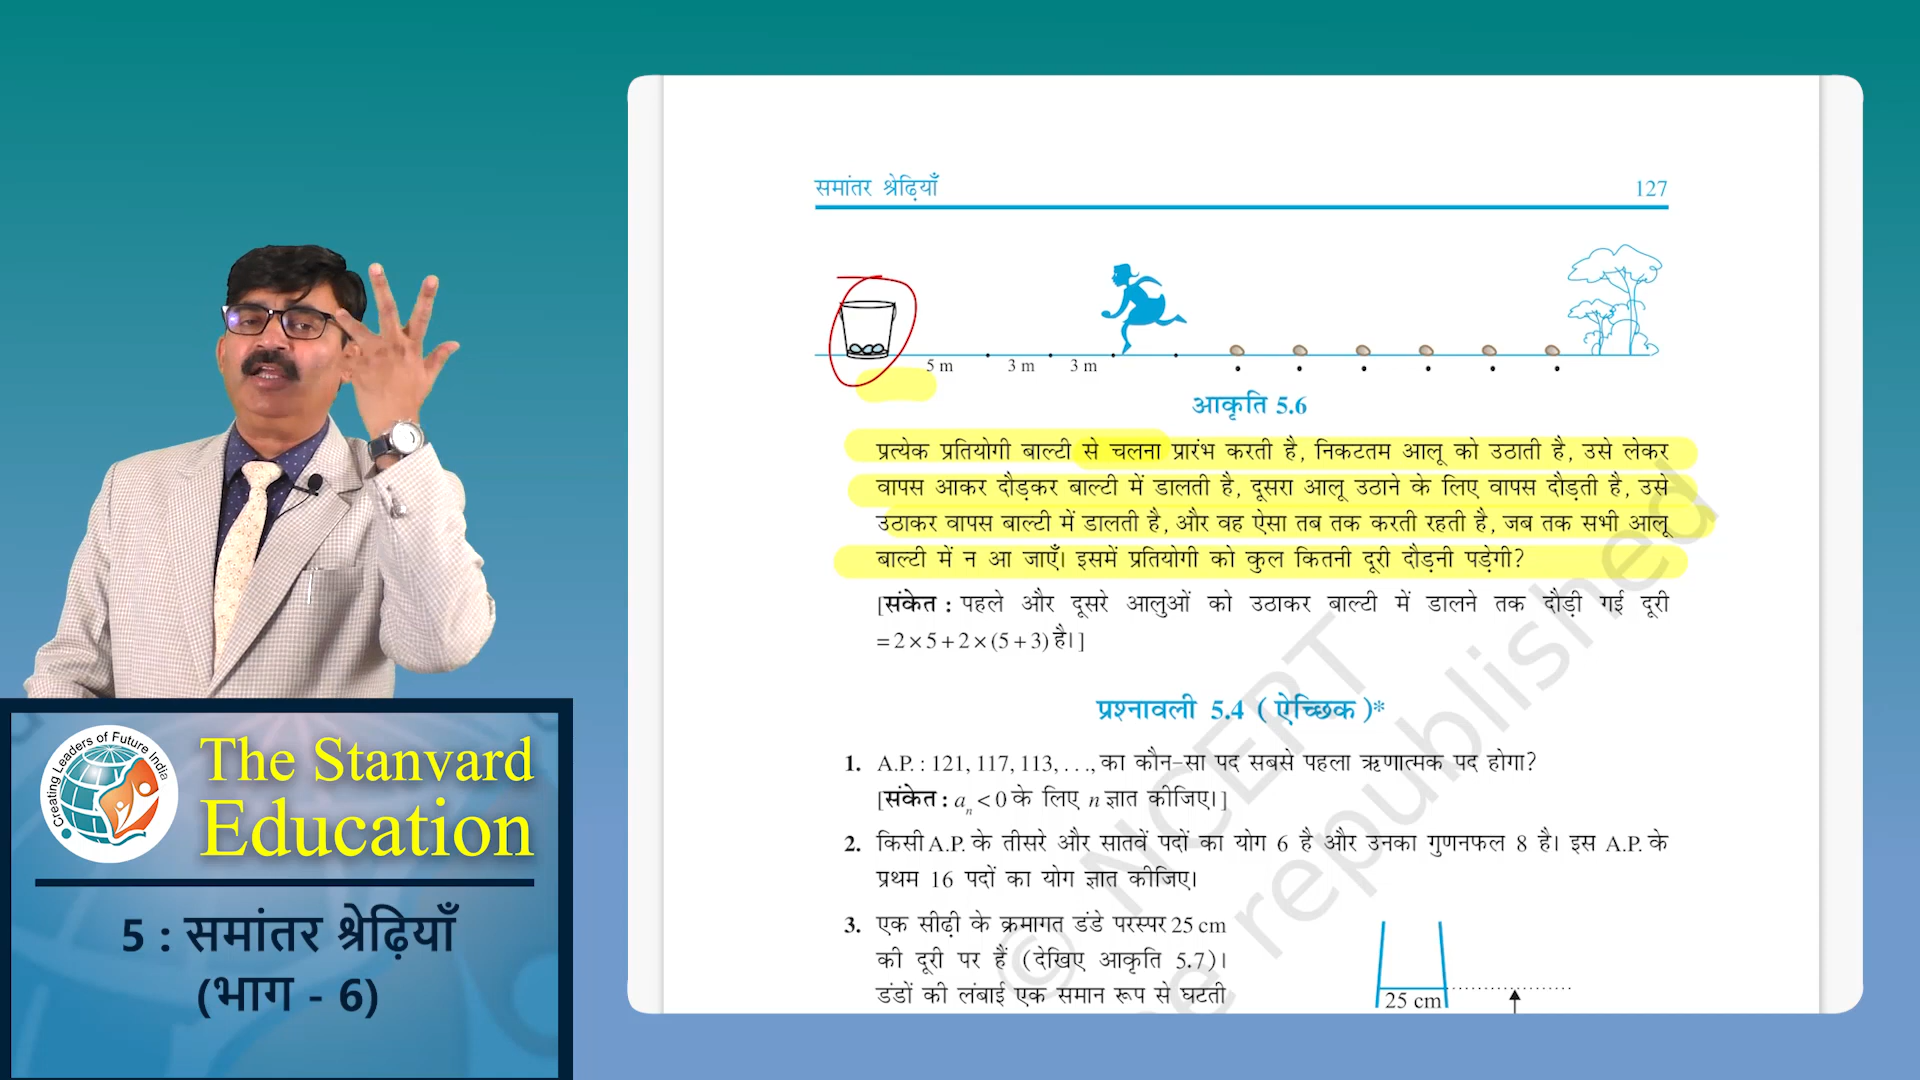 समांतर श्रेढ़ियाँ 127
5 m 3 m 3 m
आकृति 5.6
प्रत्येक प्रतियोगी बाल्टी से चलना प्रारंभ करती है, निकटतम आलू को उठाती है, उसे लेकर
वापस आकर दौड़कर बाल्टी में डालती है, दूसरा आलू उठाने के लिए वापस दौड़ती है, उसे
उठाकर वापस बाल्टी में डालती है, और वह ऐसा तब तक करती रहती है, जब तक सभी आलू
बाल्टी में न आ जाएँ। इसमें प्रतियोगी को कुल कितनी दूरी दौड़नी पड़ेगी?
[संकेत : पहले और दूसरे आलुओं को उठाकर बाल्टी में डालने तक दौड़ी गई दूरी
= 2 × 5 + 2 × (5 + 3) है।]
प्रश्नावली 5.4 ( ऐच्छिक )*
1. A.P. : 121, 117, 113, . . ., का कौन-सा पद सबसे पहला ऋणात्मक पद होगा?
[संकेत : aₙ < 0 के लिए n ज्ञात कीजिए।]
2. किसी A.P. के तीसरे और सातवें पदों का योग 6 है और उनका गुणनफल 8 है। इस A.P. के
प्रथम 16 पदों का योग ज्ञात कीजिए।
3. एक सीढ़ी के क्रमागत डंडे परस्पर 25 cm
की दूरी पर हैं (देखिए आकृति 5.7)।
डंडों की लंबाई एक समान रूप से घटती
25 cm
© NCERT
e republished
Creating Leaders of Future India
The Stanvard
Education
5 : समांतर श्रेढ़ियाँ
(भाग - 6)